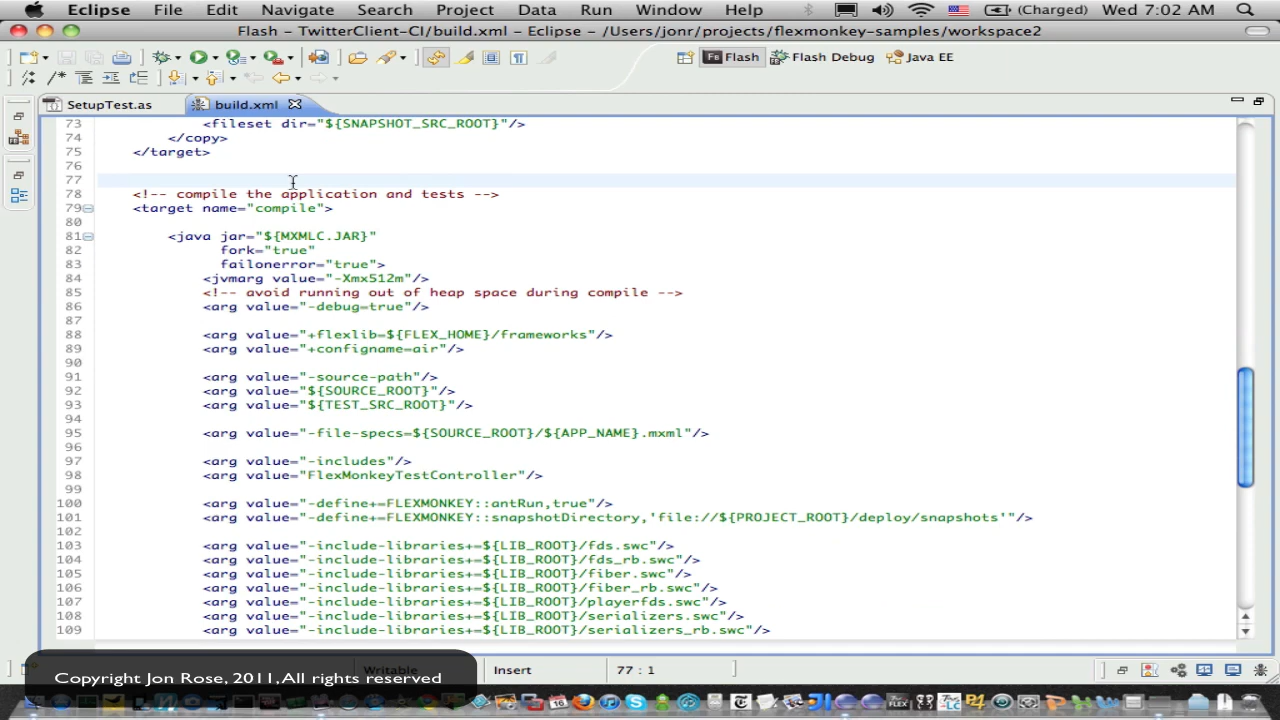 Eclipse File Edit Navigate Search Project Data Run Window Help (Charged) Wed 7:02 AM
Flash – TwitterClient-CI/build.xml – Eclipse – /Users/jonr/projects/flexmonkey-samples/workspace2
Flash Flash Debug Java EE
SetupTest.as build.xml
73 <fileset dir="${SNAPSHOT_SRC_ROOT}"/>
74 </copy>
75 </target>
76
77
78 <!-- compile the application and tests -->
79 <target name="compile">
80
81 <java jar="${MXMLC.JAR}"
82 fork="true"
83 failonerror="true">
84 <jvmarg value="-Xmx512m"/>
85 <!-- avoid running out of heap space during compile -->
86 <arg value="-debug=true"/>
87
88 <arg value="+flexlib=${FLEX_HOME}/frameworks"/>
89 <arg value="+configname=air"/>
90
91 <arg value="-source-path"/>
92 <arg value="${SOURCE_ROOT}"/>
93 <arg value="${TEST_SRC_ROOT}"/>
94
95 <arg value="-file-specs=${SOURCE_ROOT}/${APP_NAME}.mxml"/>
96
97 <arg value="-includes"/>
98 <arg value="FlexMonkeyTestController"/>
99
100 <arg value="-define+=FLEXMONKEY::antRun,true"/>
101 <arg value="-define+=FLEXMONKEY::snapshotDirectory,'file://${PROJECT_ROOT}/deploy/snapshots'"/>
102
103 <arg value="-include-libraries+=${LIB_ROOT}/fds.swc"/>
104 <arg value="-include-libraries+=${LIB_ROOT}/fds_rb.swc"/>
105 <arg value="-include-libraries+=${LIB_ROOT}/fiber.swc"/>
106 <arg value="-include-libraries+=${LIB_ROOT}/fiber_rb.swc"/>
107 <arg value="-include-libraries+=${LIB_ROOT}/playerfds.swc"/>
108 <arg value="-include-libraries+=${LIB_ROOT}/serializers.swc"/>
109 <arg value="-include-libraries+=${LIB_ROOT}/serializers_rb.swc"/>
Writable Insert 77 : 1
Copyright Jon Rose, 2011,All rights reserved